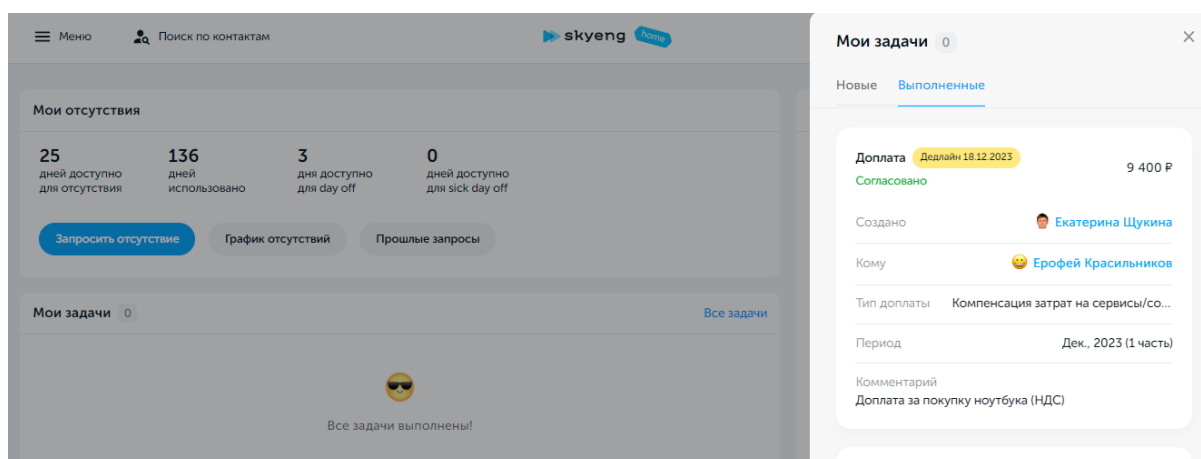 Меню
Поиск по контактам
skyeng home
Мои отсутствия
25
дней доступно
для отсутствия
136
дней
использовано
3
дня доступно
для day off
0
дней доступно
для sick day off
Запросить отсутствие
График отсутствий
Прошлые запросы
Мои задачи 0
Все задачи
Все задачи выполнены!
Мои задачи 0
Новые
Выполненные
Доплата Дедлайн 18.12.2023
9 400 ₽
Согласовано
Создано
Екатерина Щукина
Кому
Ерофей Красильников
Тип доплаты
Компенсация затрат на сервисы/со...
Период
Дек., 2023 (1 часть)
Комментарий
Доплата за покупку ноутбука (НДС)